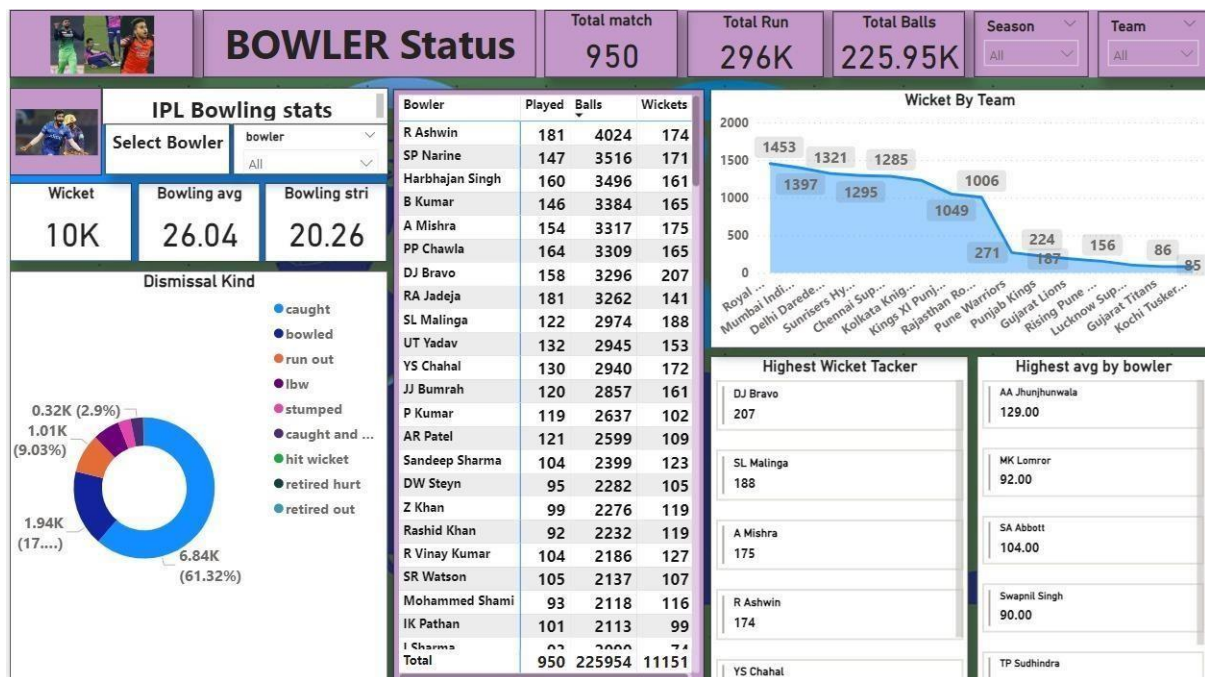 BOWLER Status
Total match
950
Total Run
296K
Total Balls
225.95K
Season
All
Team
All
IPL Bowling stats
Select Bowler
bowler
All
Wicket
10K
Bowling avg
26.04
Bowling stri
20.26
Dismissal Kind
caught
bowled
run out
lbw
stumped
caught and ...
hit wicket
retired hurt
retired out
0.32K (2.9%)
1.01K
(9.03%)
1.94K
(17....)
6.84K
(61.32%)
Bowler Played Balls Wickets
R Ashwin 181 4024 174
SP Narine 147 3516 171
Harbhajan Singh 160 3496 161
B Kumar 146 3384 165
A Mishra 154 3317 175
PP Chawla 164 3309 165
DJ Bravo 158 3296 207
RA Jadeja 181 3262 141
SL Malinga 122 2974 188
UT Yadav 132 2945 153
YS Chahal 130 2940 172
JJ Bumrah 120 2857 161
P Kumar 119 2637 102
AR Patel 121 2599 109
Sandeep Sharma 104 2399 123
DW Steyn 95 2282 105
Z Khan 99 2276 119
Rashid Khan 92 2232 119
R Vinay Kumar 104 2186 127
SR Watson 105 2137 107
Mohammed Shami 93 2118 116
IK Pathan 101 2113 99
I Sharma
Total 950 225954 11151
Wicket By Team
2000
1500
1000
500
0
1453
1397
1321
1295
1285
1049
1006
271
224
187
156
86
85
Royal ...
Mumbai Indi...
Delhi Darede...
Sunrisers Hy...
Chennai Sup...
Kolkata Knig...
Kings XI Punj...
Rajasthan Ro...
Pune Warriors
Punjab Kings
Gujarat Lions
Rising Pune ...
Lucknow Sup...
Gujarat Titans
Kochi Tusker...
Highest Wicket Tacker
DJ Bravo
207
SL Malinga
188
A Mishra
175
R Ashwin
174
YS Chahal
Highest avg by bowler
AA Jhunjhunwala
129.00
MK Lomror
92.00
SA Abbott
104.00
Swapnil Singh
90.00
TP Sudhindra